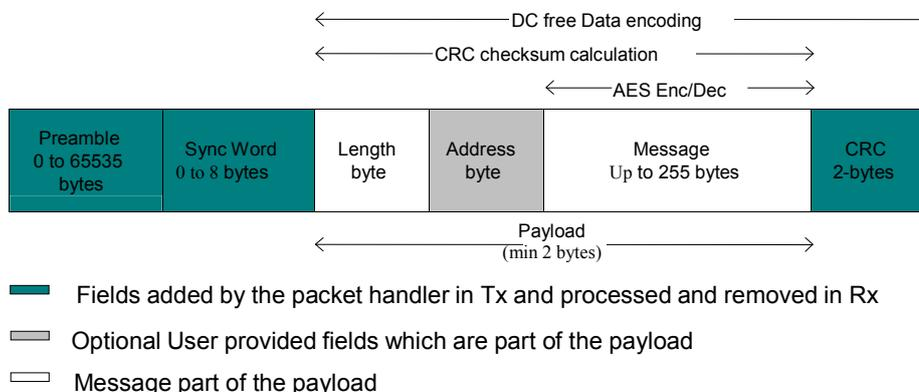 DC free Data encoding
CRC checksum calculation
AES Enc/Dec
Preamble
0 to 65535
bytes
Sync Word
0 to 8 bytes
Length
byte
Address
byte
Message
Up to 255 bytes
CRC
2-bytes
Payload
(min 2 bytes)
Fields added by the packet handler in Tx and processed and removed in Rx
Optional User provided fields which are part of the payload
Message part of the payload